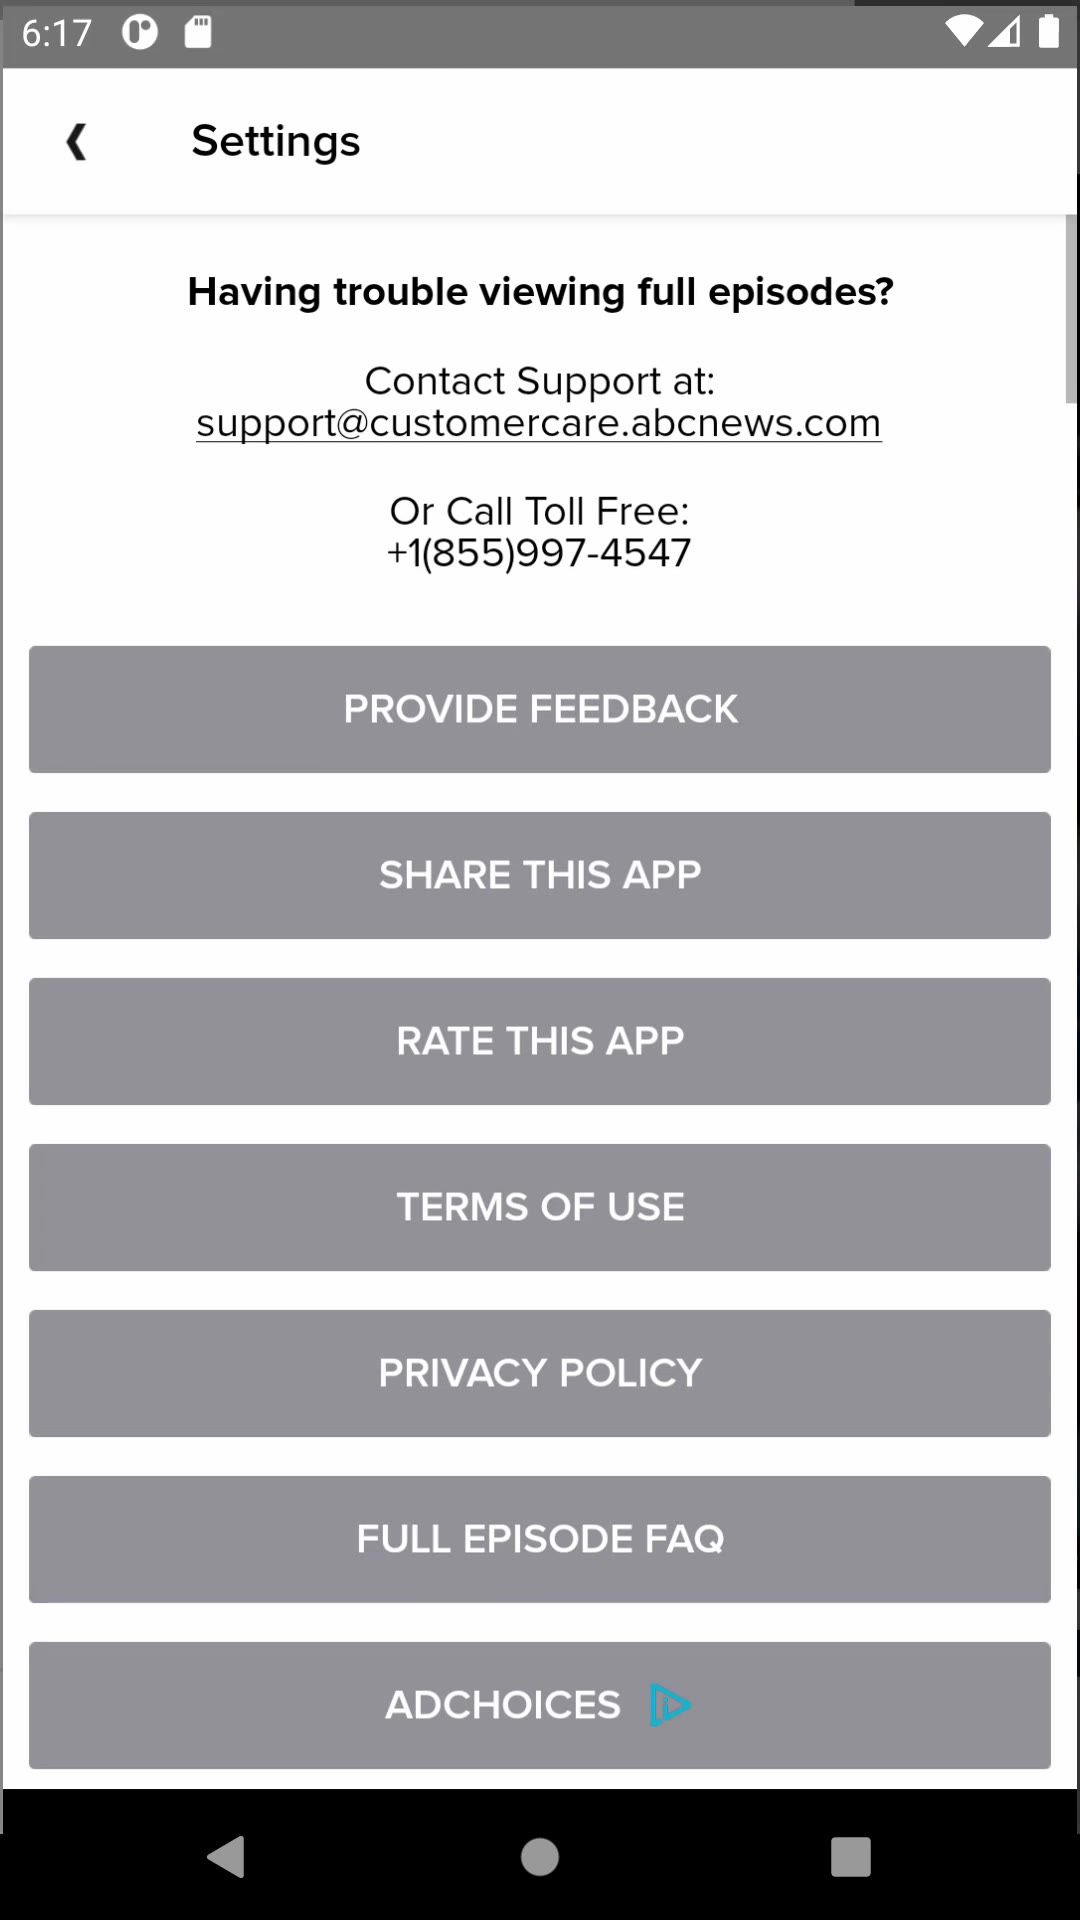 6:17
Settings
Having trouble viewing full episodes?
Contact Support at:
support@customercare.abcnews.com
Or Call Toll Free:
+1(855)997-4547
PROVIDE FEEDBACK
SHARE THIS APP
RATE THIS APP
TERMS OF USE
PRIVACY POLICY
FULL EPISODE FAQ
ADCHOICES